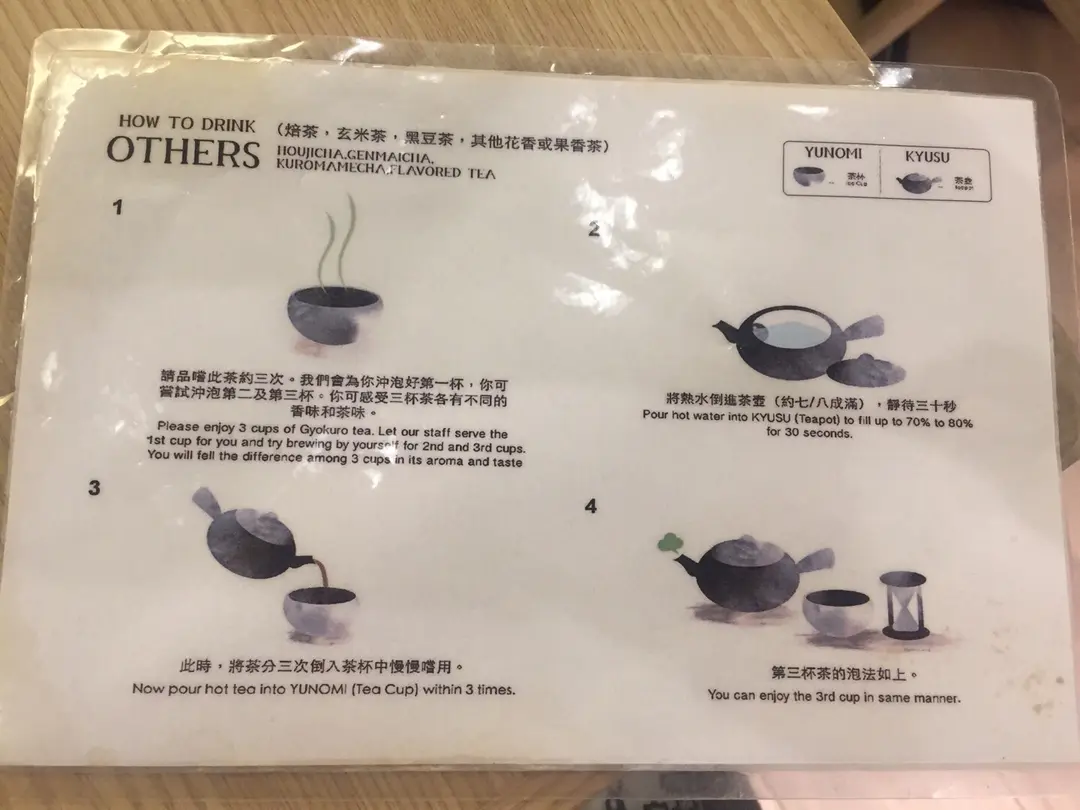 HOW TO DRINK
OTHERS
(焙茶，玄米茶，黑豆茶，其他花香或果香茶)
HOUJICHA,GENMAICHA,
KUROMAMECHA,FLAVORED TEA
YUNOMI
茶杯
Tea Cup
KYUSU
茶壺
Teapot
1
請品嚐此茶約三次。我們會為你沖泡好第一杯，你可
嘗試沖泡第二及第三杯。你可感受三杯茶各有不同的
香味和茶味。
Please enjoy 3 cups of Gyokuro tea. Let our staff serve the
1st cup for you and try brewing by yourself for 2nd and 3rd cups.
You will fell the difference among 3 cups in its aroma and taste
2
將熱水倒進茶壺（約七/八成滿），靜待三十秒
Pour hot water into KYUSU (Teapot) to fill up to 70% to 80%
for 30 seconds.
3
此時，將茶分三次倒入茶杯中慢慢嚐用。
Now pour hot tea into YUNOMI (Tea Cup) within 3 times.
4
第三杯茶的泡法如上。
You can enjoy the 3rd cup in same manner.